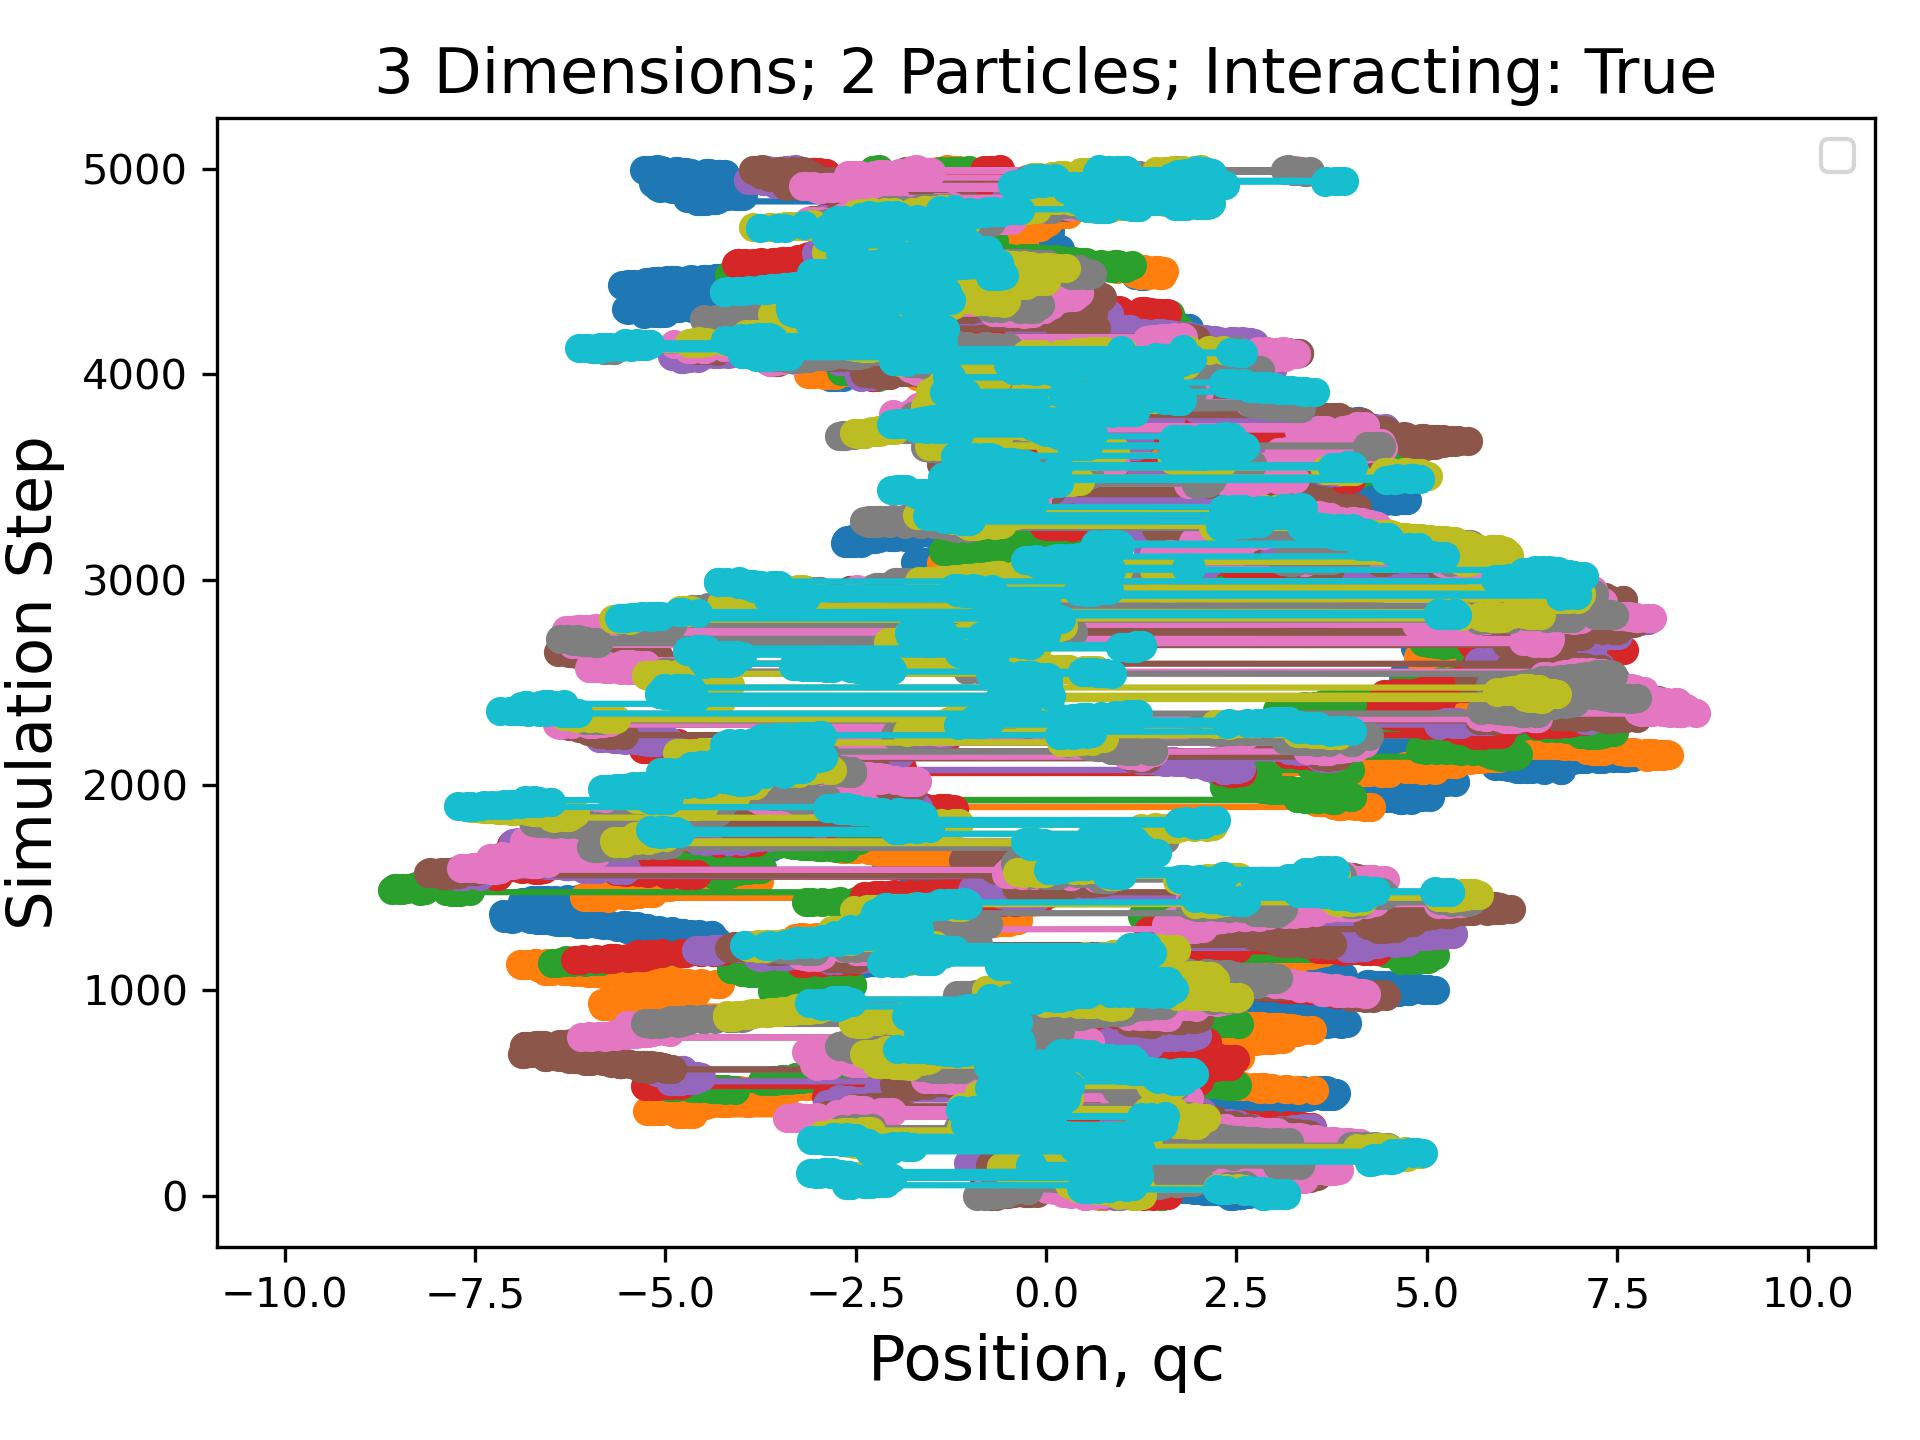 3 Dimensions; 2 Particles; Interacting: True
Simulation Step
5000
4000
3000
2000
1000
0
−10.0 −7.5 −5.0 −2.5 0.0 2.5 5.0 7.5 10.0
Position, qc